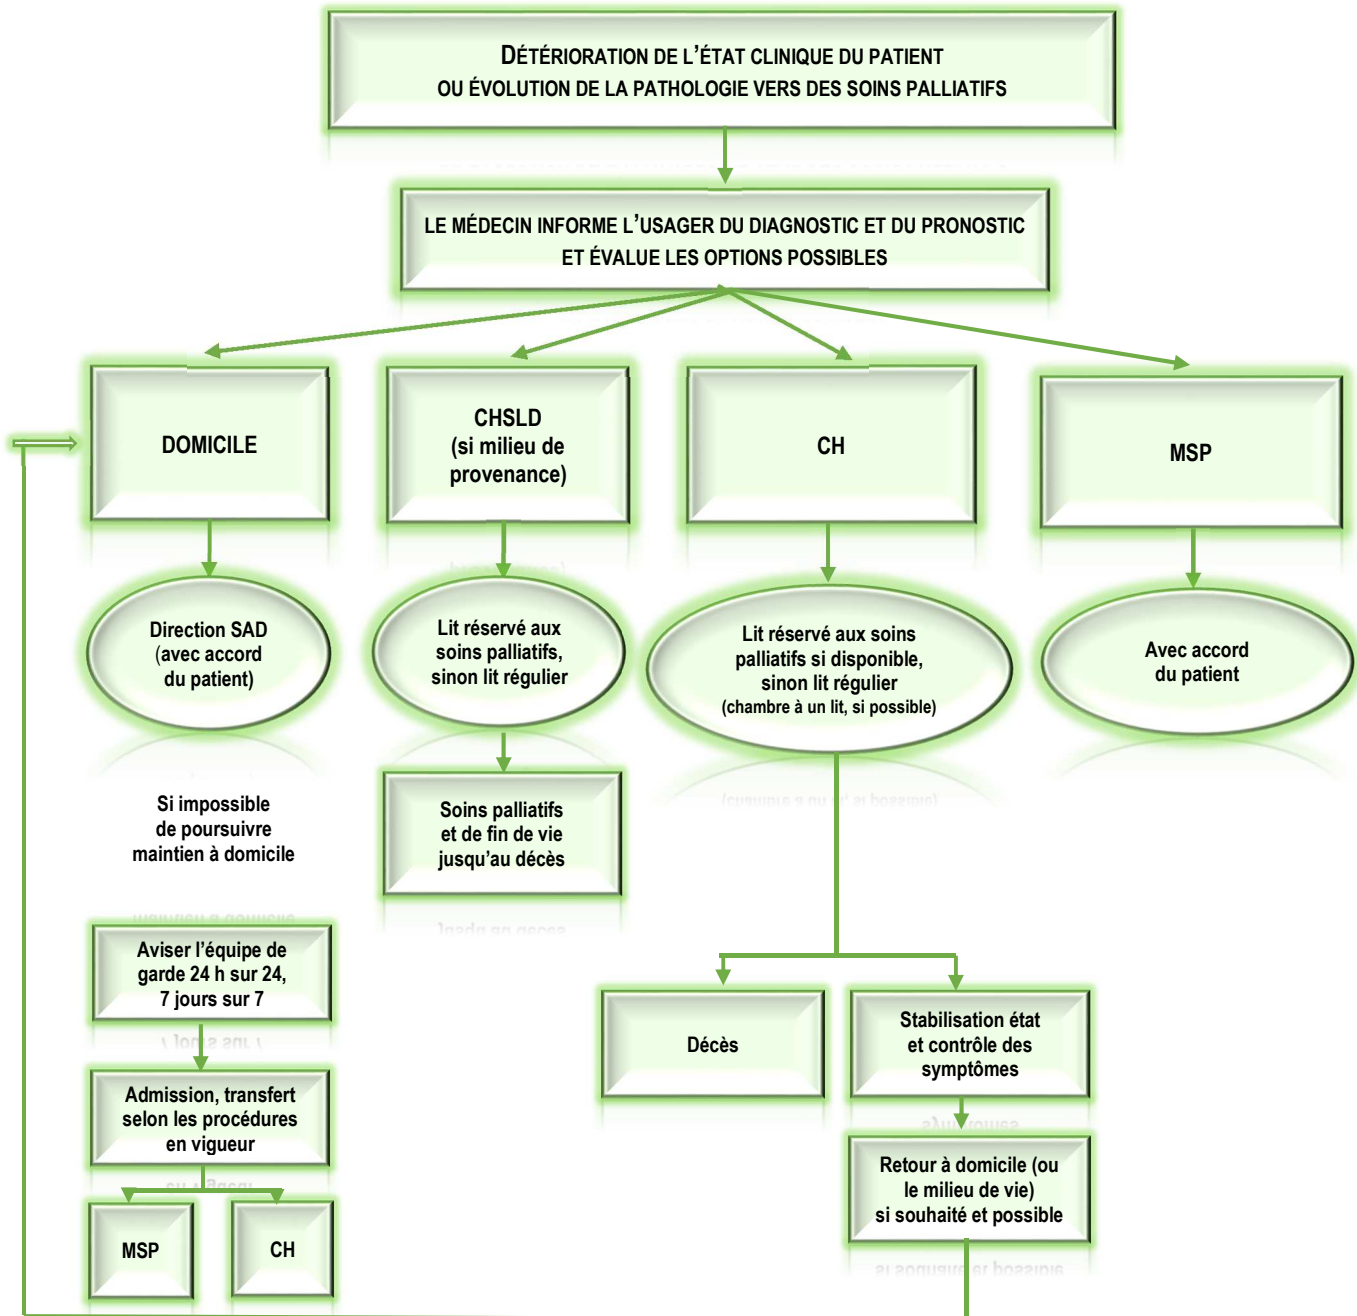 DÉTÉRIORATION DE L'ÉTAT CLINIQUE DU PATIENT
OU ÉVOLUTION DE LA PATHOLOGIE VERS DES SOINS PALLIATIFS
LE MÉDECIN INFORME L'USAGER DU DIAGNOSTIC ET DU PRONOSTIC
ET ÉVALUE LES OPTIONS POSSIBLES
DOMICILE
CHSLD
(si milieu de
provenance)
CH
MSP
Direction SAD
(avec accord
du patient)
Lit réservé aux
soins palliatifs,
sinon lit régulier
Lit réservé aux soins
palliatifs si disponible,
sinon lit régulier
(chambre à un lit, si possible)
Avec accord
du patient
Si impossible
de poursuivre
maintien à domicile
Soins palliatifs
et de fin de vie
jusqu'au décès
Aviser l'équipe de
garde 24 h sur 24,
7 jours sur 7
Décès
Stabilisation état
et contrôle des
symptômes
Admission, transfert
selon les procédures
en vigueur
Retour à domicile (ou
le milieu de vie)
si souhaité et possible
MSP
CH